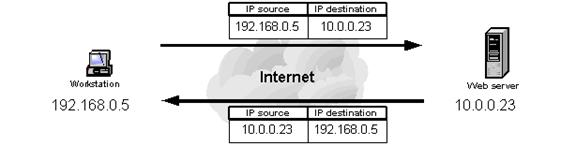 IP source IP destination
192.168.0.5 10.0.0.23
Internet
Workstation
192.168.0.5
Web server
10.0.0.23
IP source IP destination
10.0.0.23 192.168.0.5